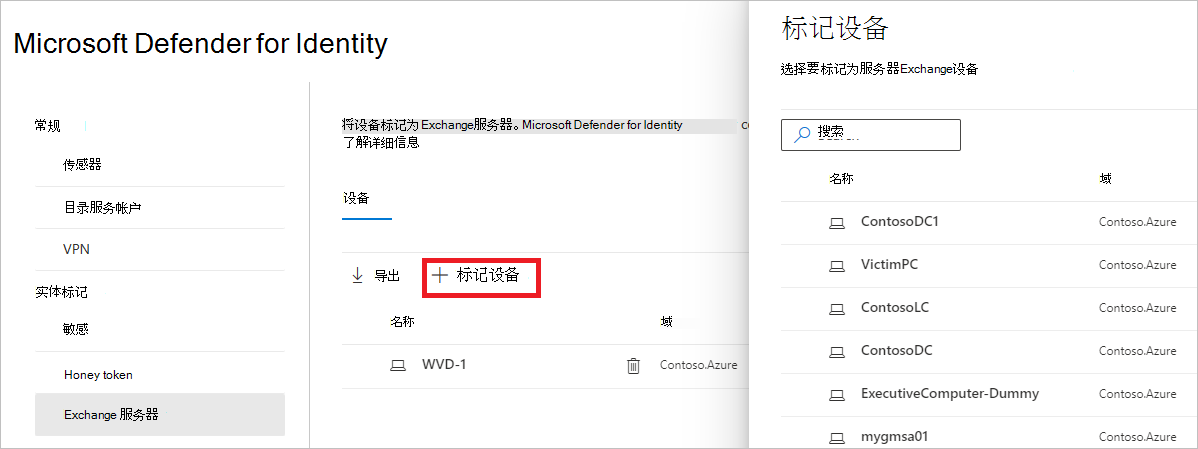 Microsoft Defender for Identity
常规
传感器
目录服务帐户
VPN
实体标记
敏感
Honey token
Exchange 服务器
将设备标记为 Exchange服务器。Microsoft Defender for Identity
了解详细信息
设备
导出
标记设备
名称 域
WVD-1 Contoso.Azure
标记设备
选择要标记为服务器Exchange设备
搜索
名称 域
ContosoDC1 Contoso.Azure
VictimPC Contoso.Azure
ContosoLC Contoso.Azure
ContosoDC Contoso.Azure
ExecutiveComputer-Dummy Contoso.Azure
mygmsa01 Contoso.Azure